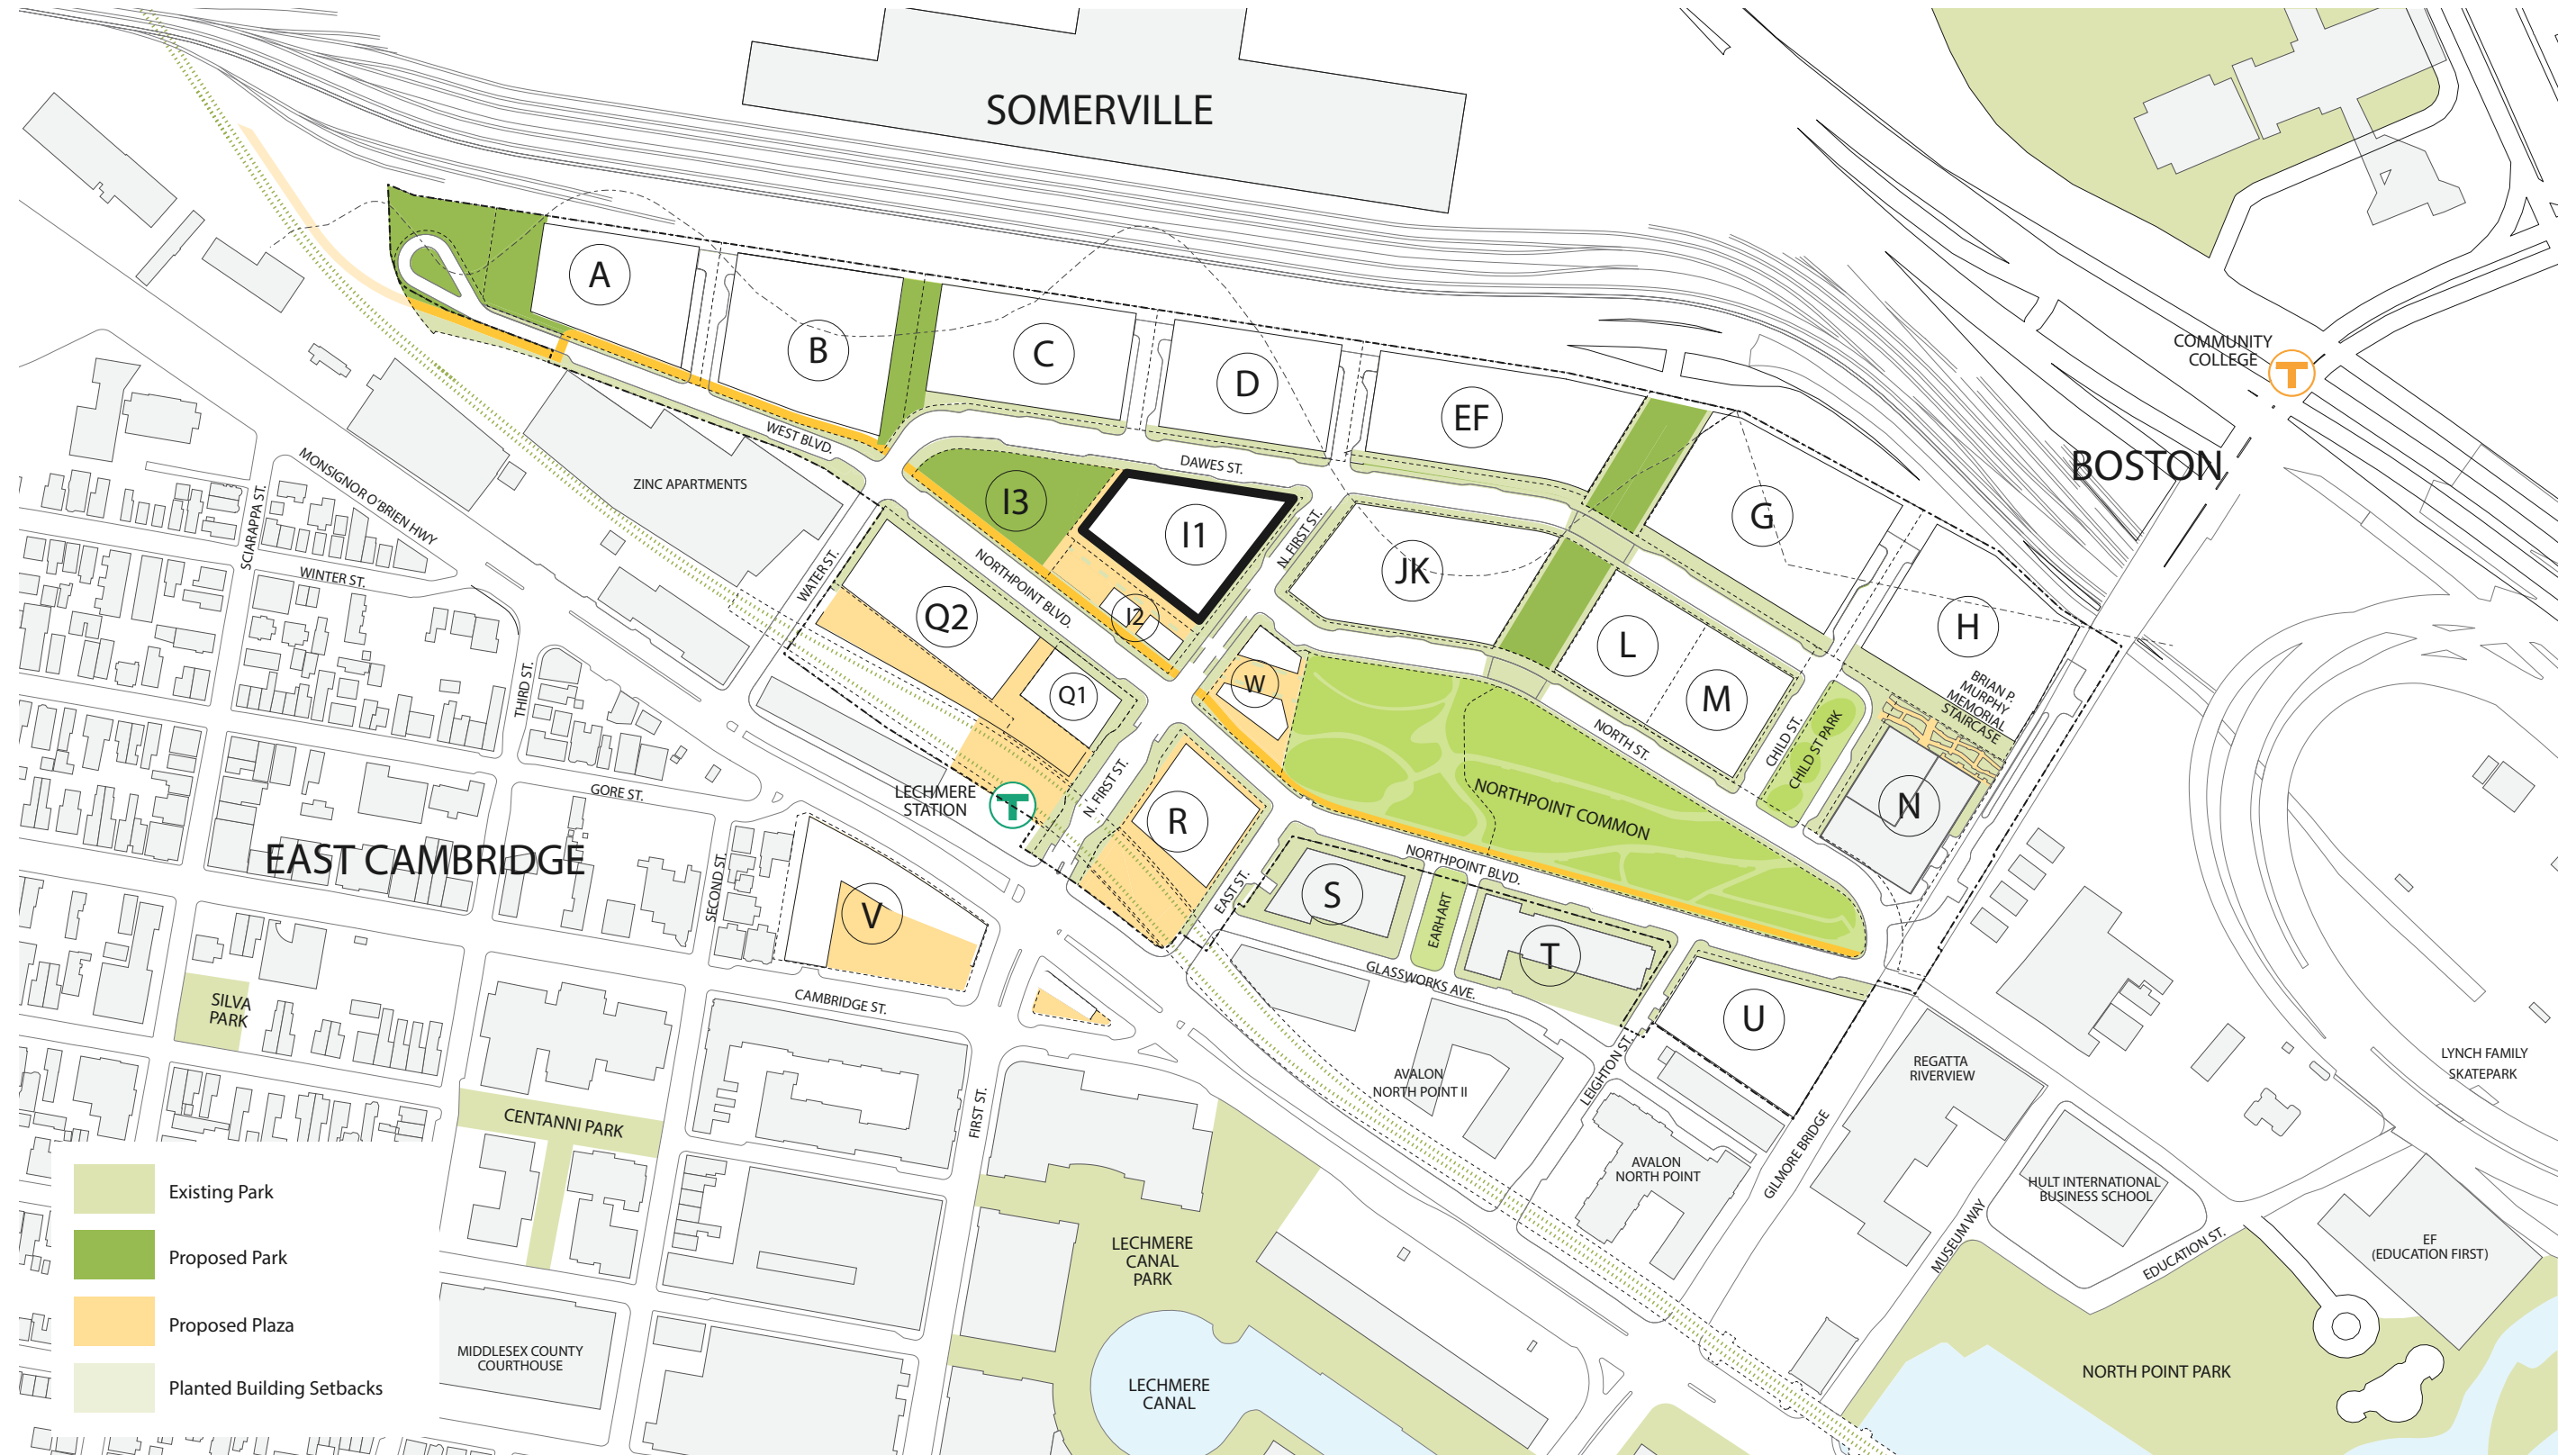 SOMERVILLE
A
B
C
D
EF
COMMUNITY
COLLEGE
T
BOSTON
WEST BLVD.
DAWES ST.
ZINC APARTMENTS
MONSIGNOR O'BRIEN HWY
SCIARAPPA ST.
WINTER ST.
I3
I1
N. FIRST ST.
G
JK
WATER ST.
NORTHPOINT BLVD.
I2
Q2
Q1
W
L
M
H
BRIAN P.
MURPHY
MEMORIAL
STAIRCASE
THIRD ST.
NORTH ST.
CHILD ST.
CHILD ST PARK
N
GORE ST.
LECHMERE
STATION
T
N. FIRST ST.
R
NORTHPOINT COMMON
EAST CAMBRIDGE
SECOND ST.
V
EAST ST.
S
NORTHPOINT BLVD.
EARHART
T
GLASSWORKS AVE.
U
SILVA
PARK
CAMBRIDGE ST.
FIRST ST.
AVALON
NORTH POINT II
LEIGHTON ST.
REGATTA
RIVERVIEW
LYNCH FAMILY
SKATEPARK
CENTANNI PARK
AVALON
NORTH POINT
GILMORE BRIDGE
HULT INTERNATIONAL
BUSINESS SCHOOL
MUSEUM WAY
EDUCATION ST.
EF
(EDUCATION FIRST)
LECHMERE
CANAL
PARK
LECHMERE
CANAL
MIDDLESEX COUNTY
COURTHOUSE
NORTH POINT PARK
Existing Park
Proposed Park
Proposed Plaza
Planted Building Setbacks